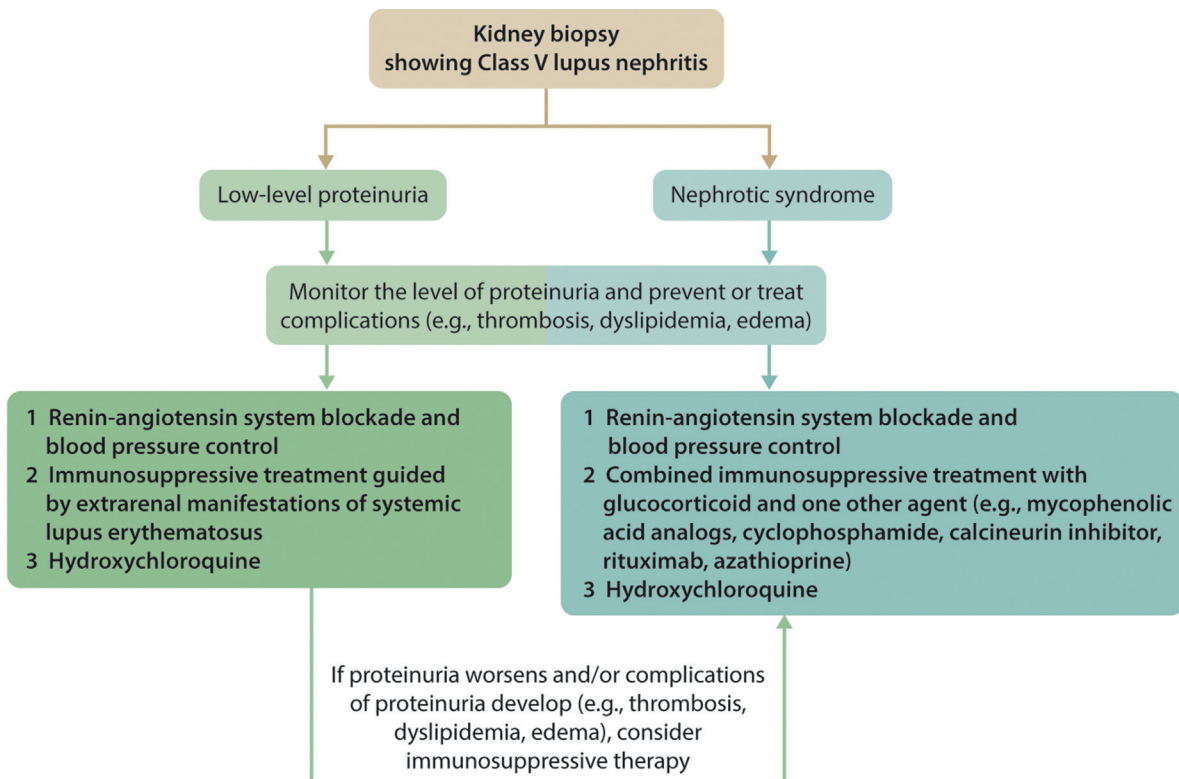 Kidney biopsy
showing Class V lupus nephritis
Low-level proteinuria
Nephrotic syndrome
Monitor the level of proteinuria and prevent or treat
complications (e.g., thrombosis, dyslipidemia, edema)
1 Renin-angiotensin system blockade and
blood pressure control
2 Immunosuppressive treatment guided
by extrarenal manifestations of systemic
lupus erythematosus
3 Hydroxychloroquine
1 Renin-angiotensin system blockade and
blood pressure control
2 Combined immunosuppressive treatment with
glucocorticoid and one other agent (e.g., mycophenolic
acid analogs, cyclophosphamide, calcineurin inhibitor,
rituximab, azathioprine)
3 Hydroxychloroquine
If proteinuria worsens and/or complications
of proteinuria develop (e.g., thrombosis,
dyslipidemia, edema), consider
immunosuppressive therapy